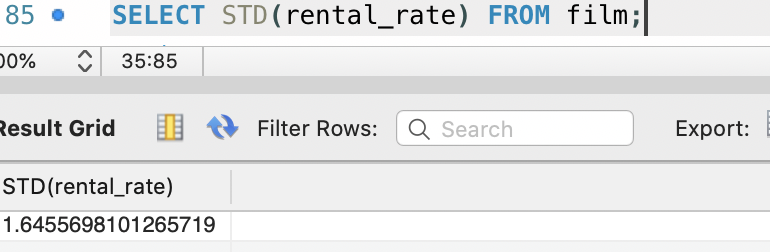 85 SELECT STD(rental_rate) FROM film;
00% 35:85
Result Grid Filter Rows: Search Export:
STD(rental_rate)
1.6455698101265719